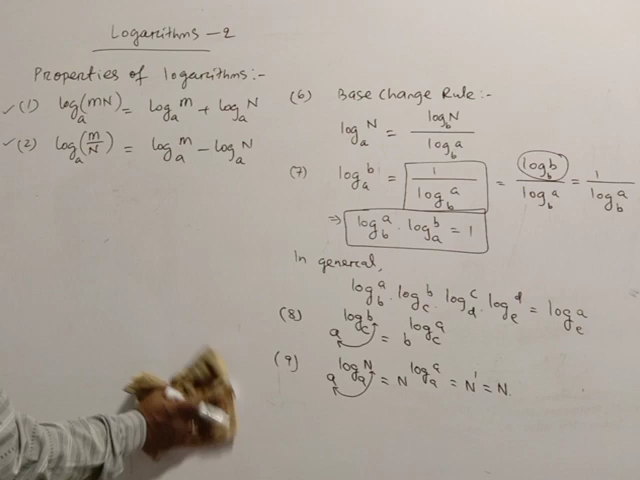 Logarithms - 2
Properties of logarithms:-
✓(1) log_a(mN) = log_a m + log_a N
✓(2) log_a(m/N) = log_a m - log_a N
(6) Base Change Rule:-
log_a N = log_b N / log_b a
(7) log_a b = 1 / log_b a = log_b b / log_b a = 1 / log_b a
⇒ log_b a · log_a b = 1
In general,
log_b a · log_c b · log_d c · log_e d = log_e a
(8) a^(log_c b) = b^(log_c a)
(9) a^(log_a N) = N^(log_a a) = N^1 = N.